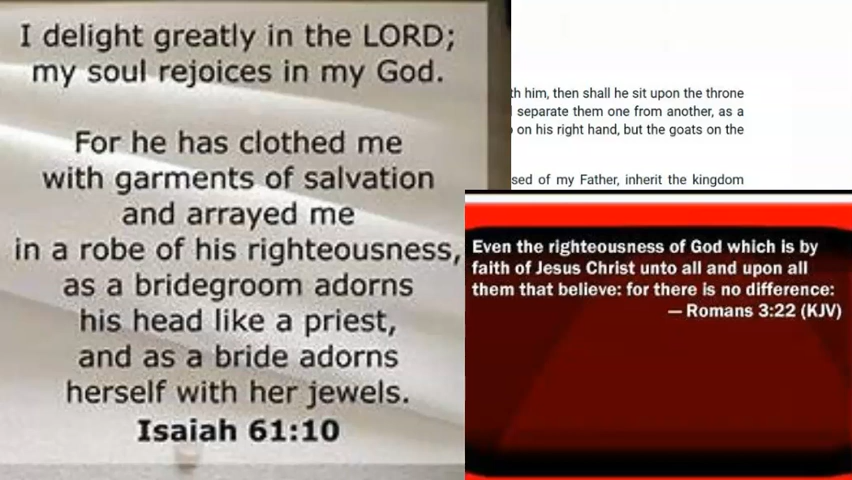 I delight greatly in the LORD;
my soul rejoices in my God.
For he has clothed me
with garments of salvation
and arrayed me
in a robe of his righteousness,
as a bridegroom adorns
his head like a priest,
and as a bride adorns
herself with her jewels.
Isaiah 61:10
him, then shall he sit upon the throne
separate them one from another, as a
on his right hand, but the goats on the
of my Father, inherit the kingdom
Even the righteousness of God which is by
faith of Jesus Christ unto all and upon all
them that believe: for there is no difference:
— Romans 3:22 (KJV)